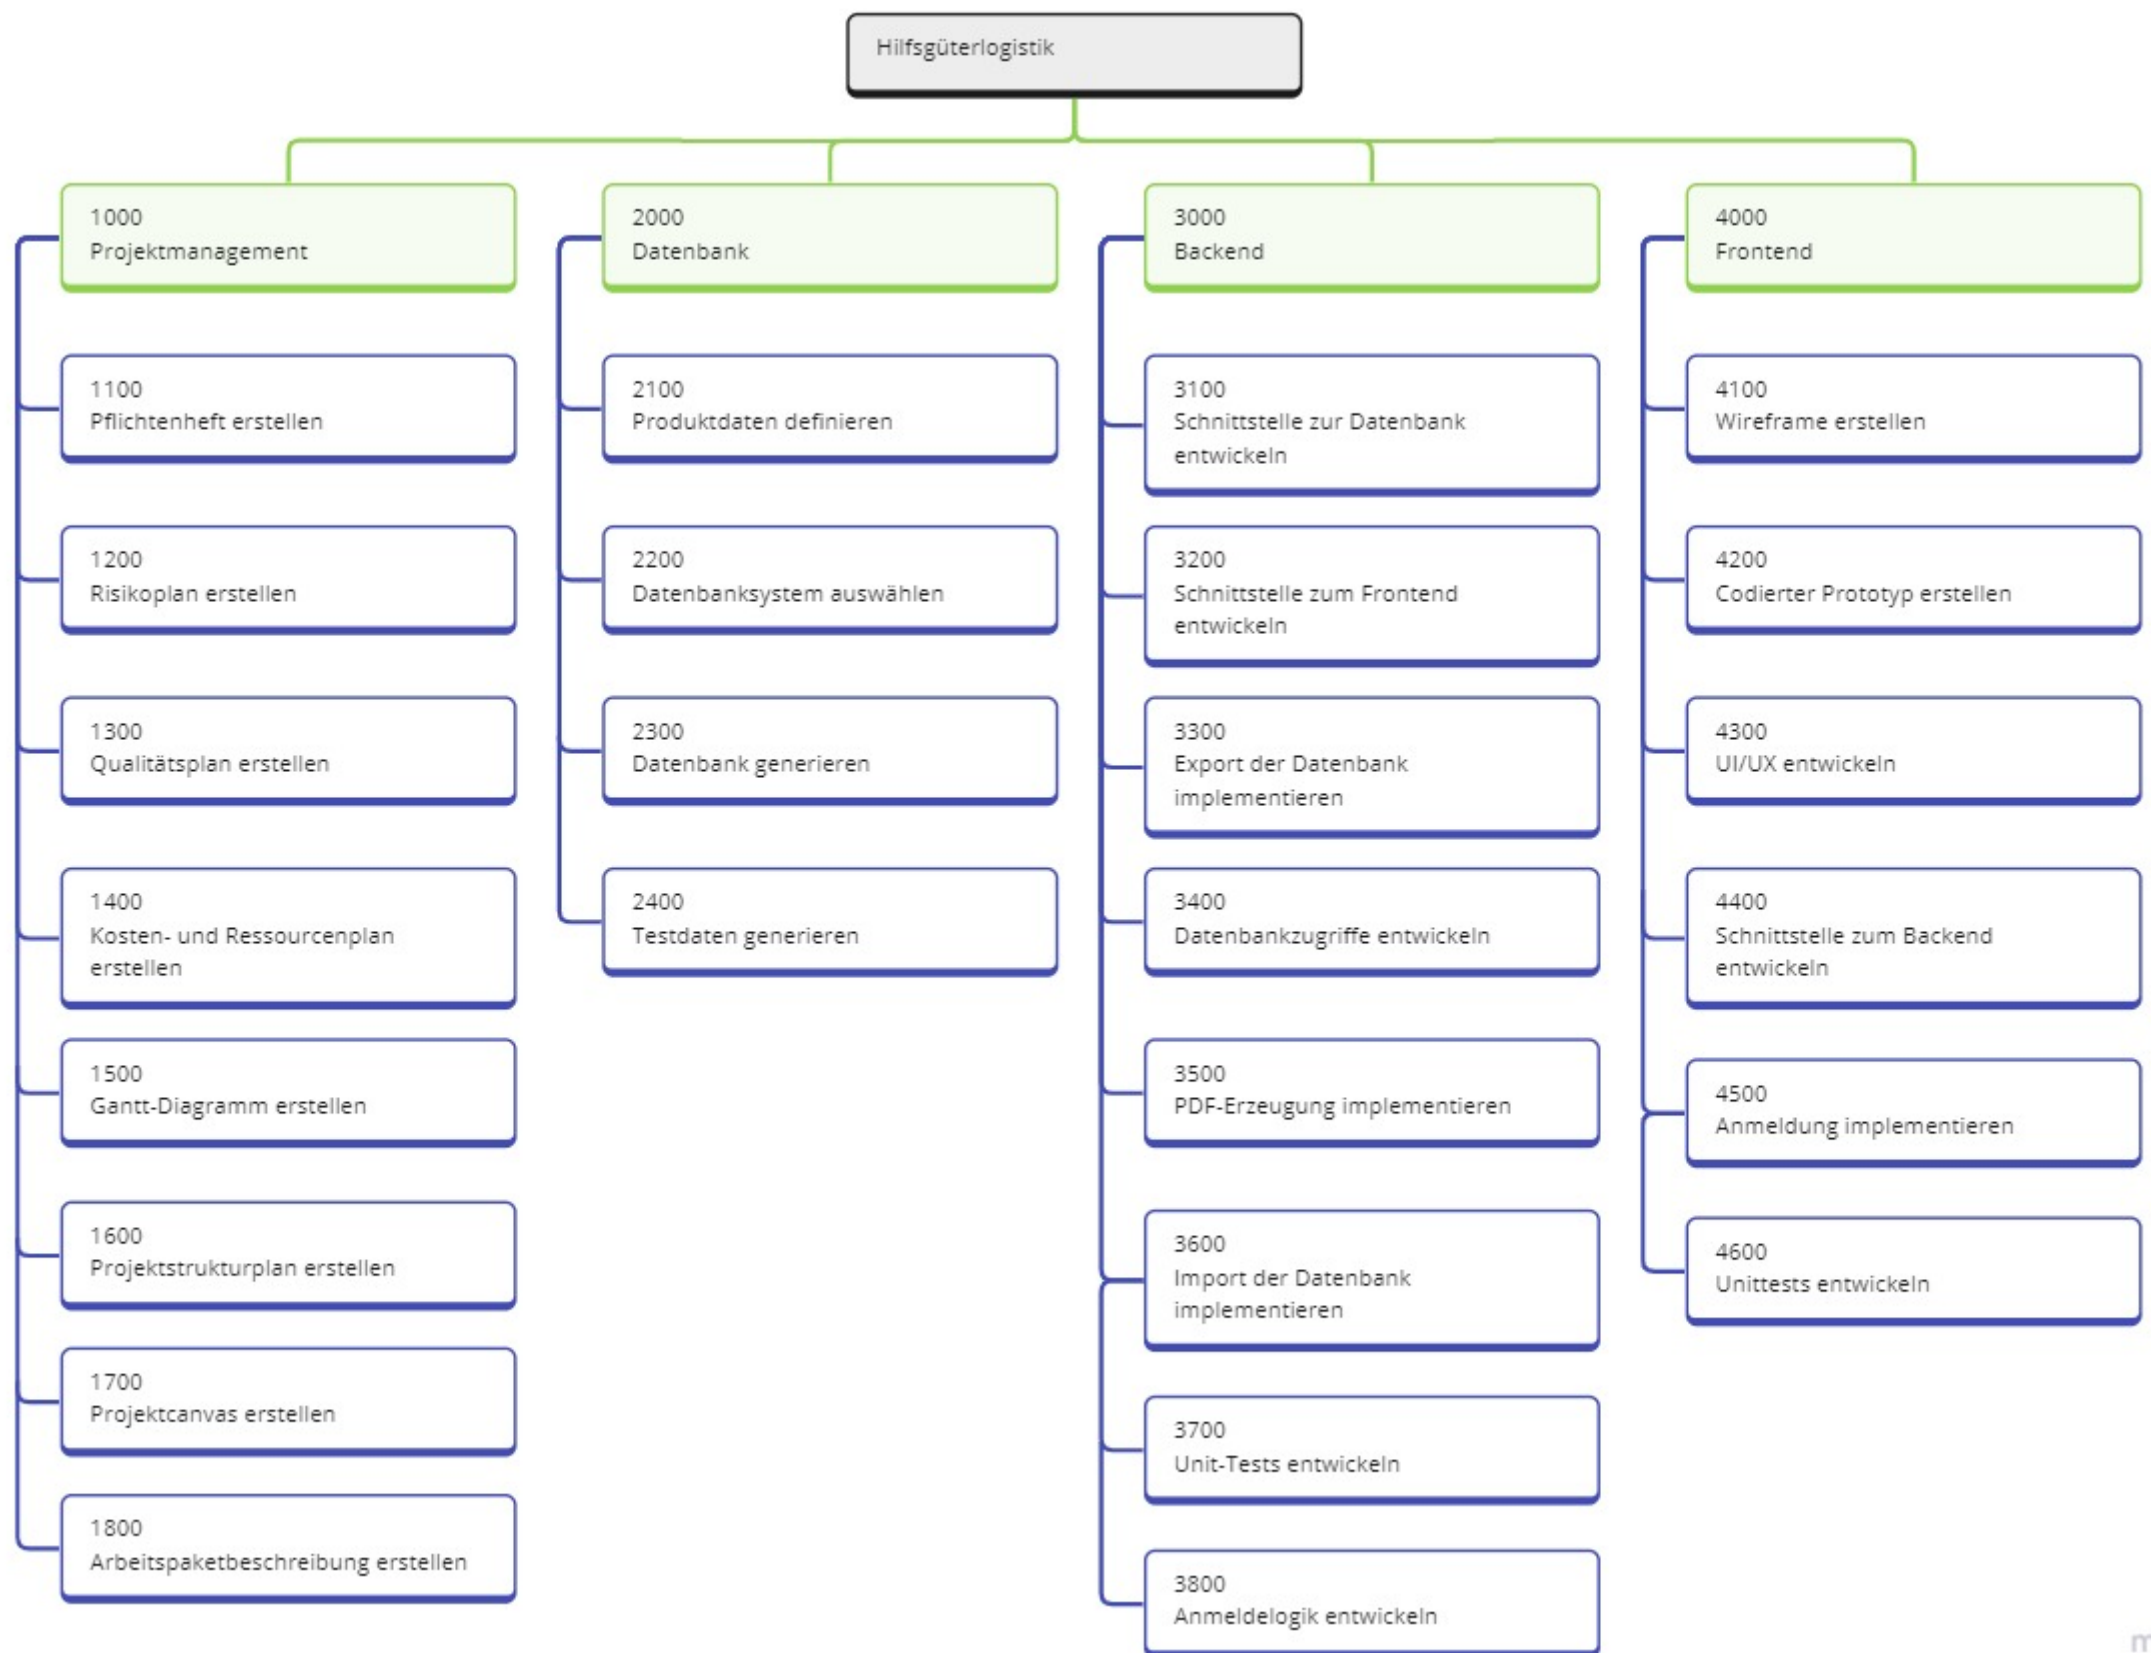 Hilfsgüterlogistik
1000
Projektmanagement
1100
Pflichtenheft erstellen
1200
Risikoplan erstellen
1300
Qualitätsplan erstellen
1400
Kosten- und Ressourcenplan
erstellen
1500
Gantt-Diagramm erstellen
1600
Projektstrukturplan erstellen
1700
Projektcanvas erstellen
1800
Arbeitspaketbeschreibung erstellen
2000
Datenbank
2100
Produktdaten definieren
2200
Datenbanksystem auswählen
2300
Datenbank generieren
2400
Testdaten generieren
3000
Backend
3100
Schnittstelle zur Datenbank
entwickeln
3200
Schnittstelle zum Frontend
entwickeln
3300
Export der Datenbank
implementieren
3400
Datenbankzugriffe entwickeln
3500
PDF-Erzeugung implementieren
3600
Import der Datenbank
implementieren
3700
Unit-Tests entwickeln
3800
Anmeldelogik entwickeln
4000
Frontend
4100
Wireframe erstellen
4200
Codierter Prototyp erstellen
4300
UI/UX entwickeln
4400
Schnittstelle zum Backend
entwickeln
4500
Anmeldung implementieren
4600
Unittests entwickeln